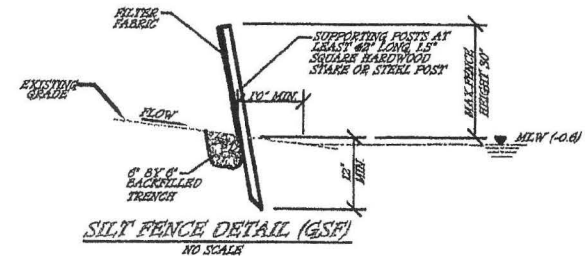 FILTER
FABRIC
SUPPORTING POSTS AT
LEAST 42" LONG, 1.5"
SQUARE HARDWOOD
STAKE OR STEEL POST
MAX. FENCE
HEIGHT 30"
EXISTING
GRADE
FLOW
1'0" MIN.
MLW (-0.6)
6" BY 6"
BACKFILLED
TRENCH
12"
MIN.
SILT FENCE DETAIL (GSF)
NO SCALE